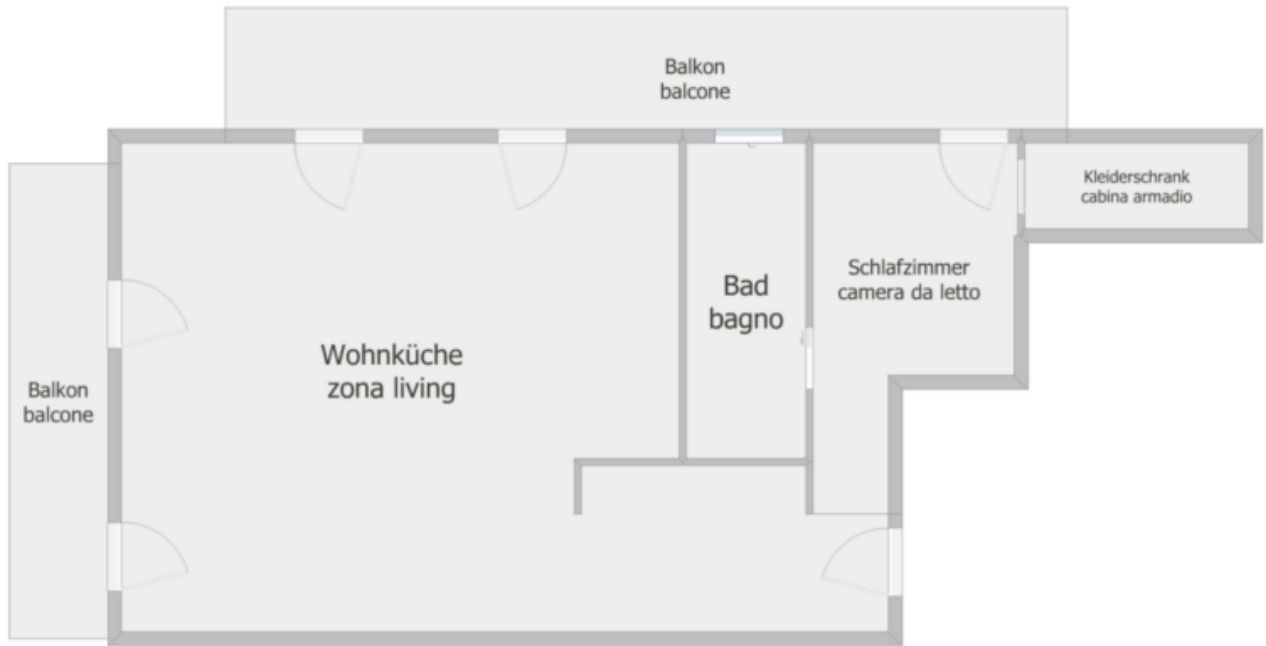 Balkon
balcone
Kleiderschrank
cabina armadio
Schlafzimmer
camera da letto
Bad
bagno
Wohnküche
zona living
Balkon
balcone